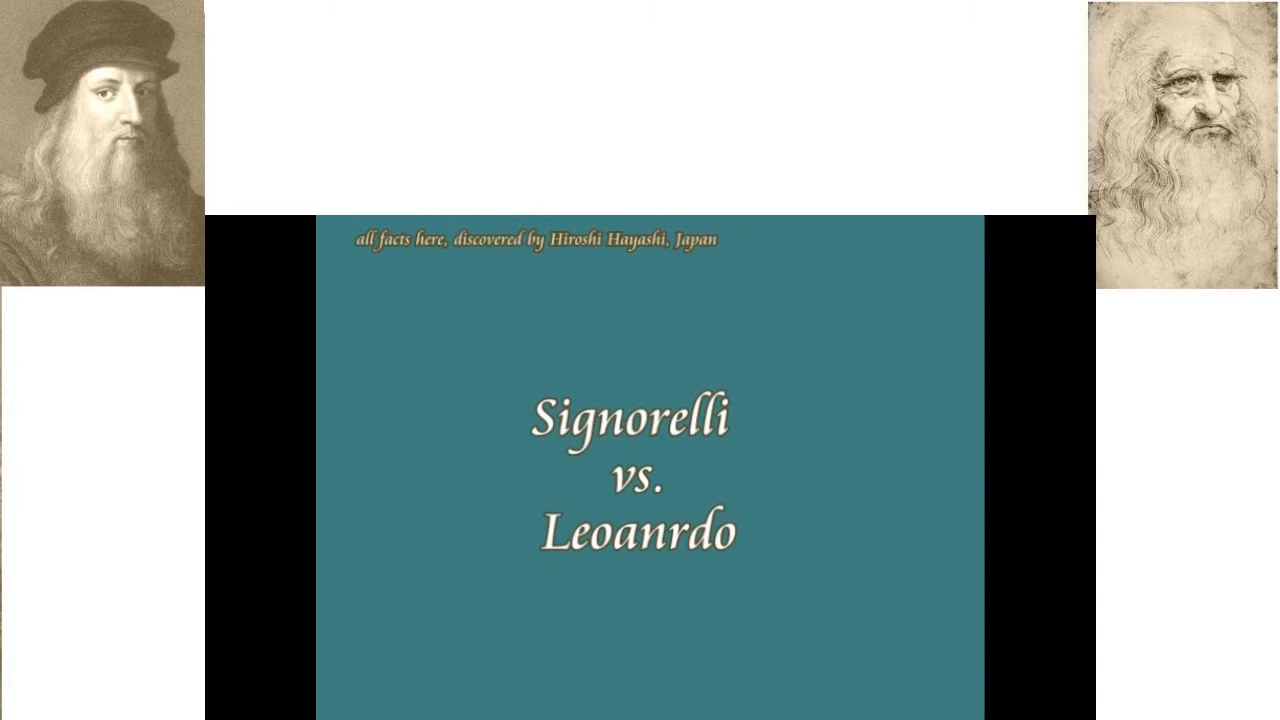 all facts here, discovered by Hiroshi Hayashi, Japan
Signorelli
vs.
Leoanrdo